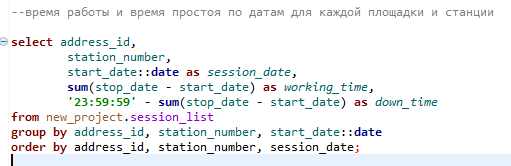 --время работы и время простоя по датам для каждой площадки и станции
select address_id,
station_number,
start_date::date as session_date,
sum(stop_date - start_date) as working_time,
'23:59:59' - sum(stop_date - start_date) as down_time
from new_project.session_list
group by address_id, station_number, start_date::date
order by address_id, station_number, session_date;